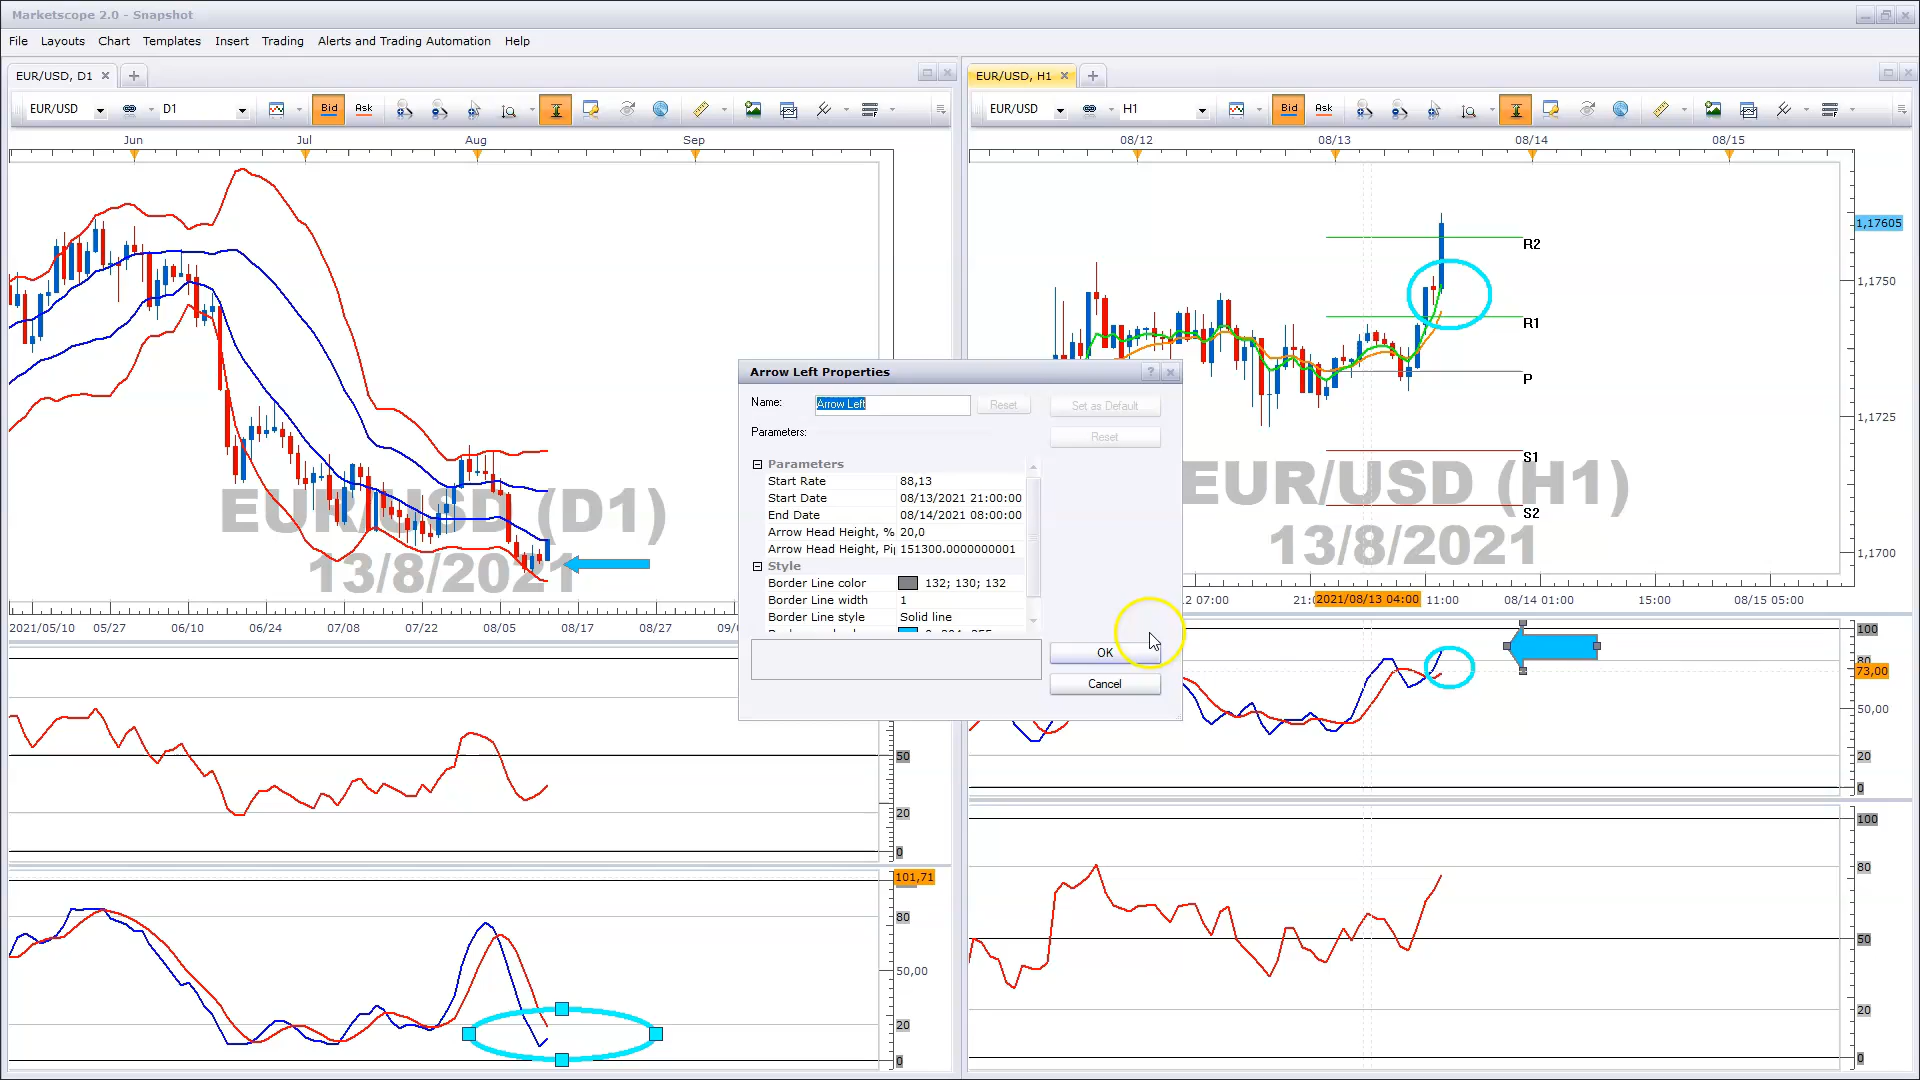 Marketscope 2.0 - Snapshot
File Layouts Chart Templates Insert Trading Alerts and Trading Automation Help
EUR/USD, D1
EUR/USD D1 Bid Ask
Jun Jul Aug Sep
EUR/USD (D1)
13/8/2021
2021/05/10 05/27 06/10 06/24 07/08 07/22 08/05 08/17 08/27
50
20
0
101,71
80
50,00
20
0
EUR/USD, H1
EUR/USD H1 Bid Ask
08/12 08/13 08/14 08/15
1,17605
R2
1,1750
R1
P
1,1725
S1
EUR/USD (H1)
S2
13/8/2021
1,1700
07:00 2021/08/13 04:00 11:00 08/14 01:00 15:00 08/15 05:00
100
80
73,00
50,00
20
0
100
80
50
20
0
Arrow Left Properties
Name: Arrow Left Reset Set as Default
Parameters: Reset
Parameters
Start Rate 88,13
Start Date 08/13/2021 21:00:00
End Date 08/14/2021 08:00:00
Arrow Head Height, % 20,0
Arrow Head Height, Pi 151300.0000000001
Style
Border Line color 132; 130; 132
Border Line width 1
Border Line style Solid line
OK
Cancel